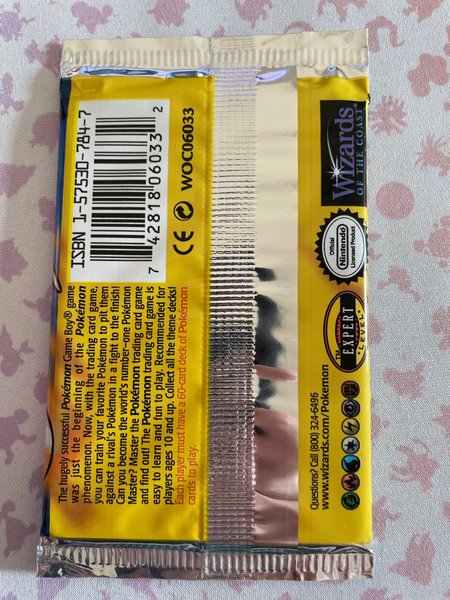 ISBN 1-57530-784-7
7 42818 06033 2
CE WOC06033
The hugely successful Pokémon Game Boy® game
was just the beginning of the Pokémon
phenomenon. Now, with the trading card game,
you can train your favorite Pokémon to pit them
against a rival's Pokémon in a fight to the finish!
Can you become the world's number-one Pokémon
Master? Master the Pokémon trading card game
and find out! The Pokémon trading card game is
easy to learn and fun to play. Recommended for
players ages 10 and up. Collect all the theme decks!
Each player must have a 60-card deck of Pokémon
cards to play.
Wizards
OF THE COAST®
Official
Nintendo
Licensed Product
EXPERT
LEVEL
Questions? Call (800) 324-6496
www.wizards.com/Pokemon